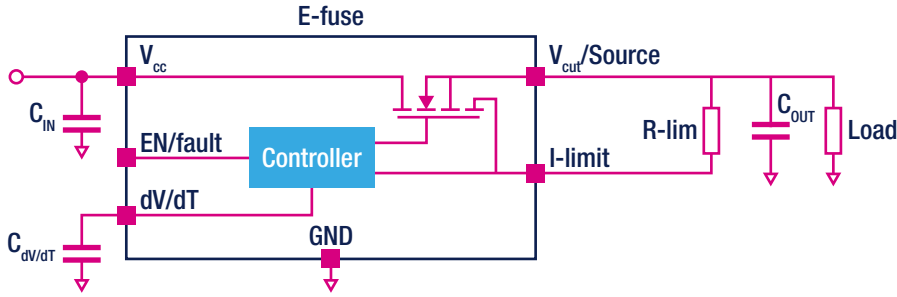 E-fuse
Vcc
Vcut/Source
CIN
EN/fault
Controller
R-lim
COUT
Load
I-limit
dV/dT
CdV/dT
GND